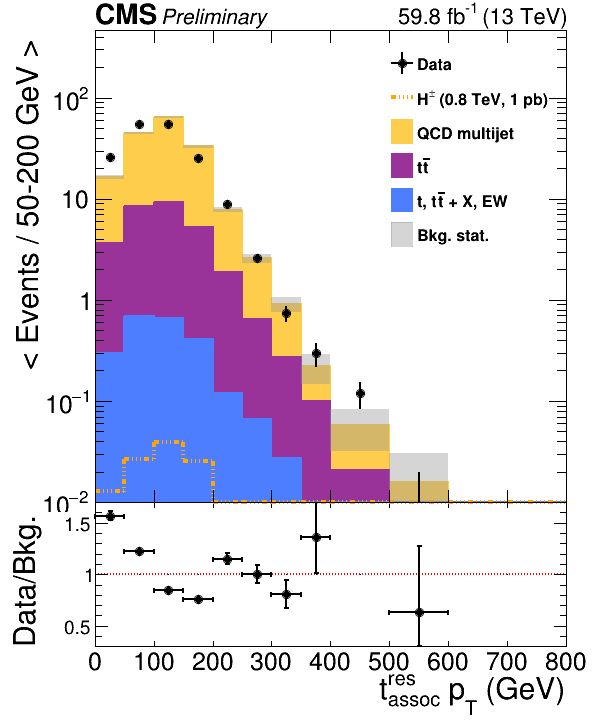 CMS Preliminary 59.8 fb⁻¹ (13 TeV)
< Events / 50-200 GeV >
10²
10
1
10⁻¹
10⁻²
Data
H± (0.8 TeV, 1 pb)
QCD multijet
tt̄
t, tt̄ + X, EW
Bkg. stat.
Data/Bkg.
1.5
1
0.5
0 100 200 300 400 500 600 700 800
t_assoc^res p_T (GeV)